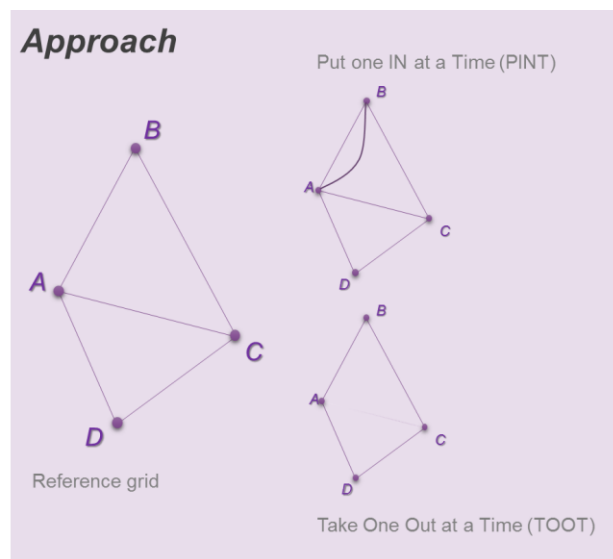 Approach
Put one IN at a Time (PINT)
B
A
C
D
Reference grid
B
A
C
D
B
A
C
D
Take One Out at a Time (TOOT)